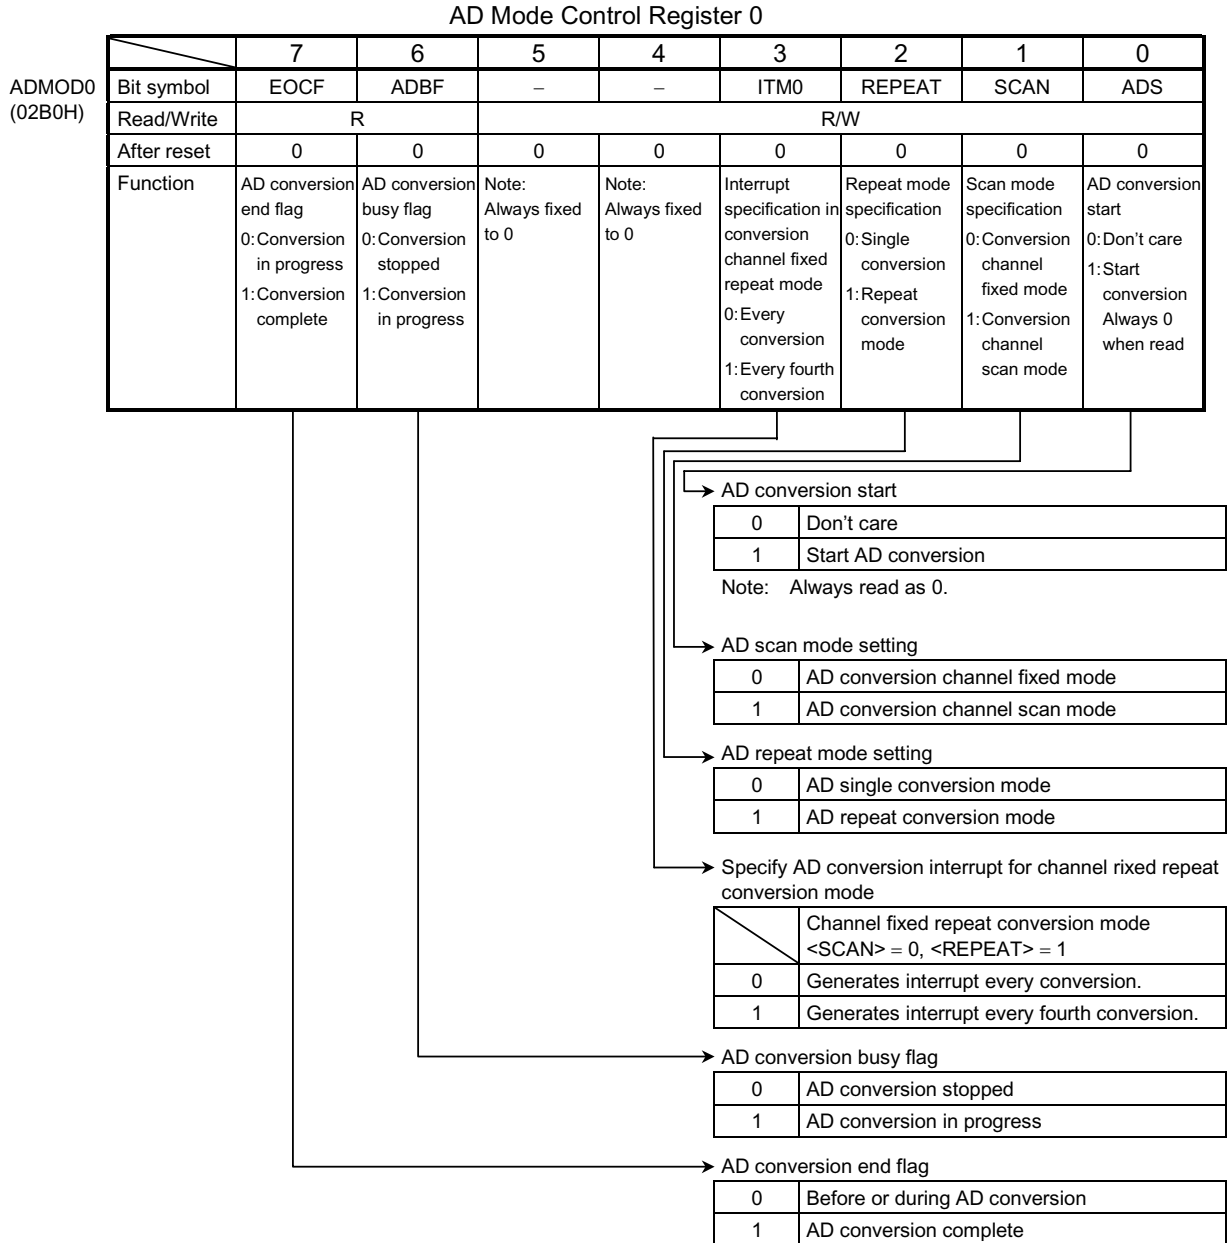 AD Mode Control Register 0
7 6 5 4 3 2 1 0
ADMOD0
(02B0H)
Bit symbol EOCF ADBF – – ITM0 REPEAT SCAN ADS
Read/Write R R/W
After reset 0 0 0 0 0 0 0 0
Function
AD conversion
end flag
0: Conversion
in progress
1: Conversion
complete
AD conversion
busy flag
0: Conversion
stopped
1: Conversion
in progress
Note:
Always fixed
to 0
Note:
Always fixed
to 0
Interrupt
specification in
conversion
channel fixed
repeat mode
0: Every
conversion
1: Every fourth
conversion
Repeat mode
specification
0: Single
conversion
1: Repeat
conversion
mode
Scan mode
specification
0: Conversion
channel
fixed mode
1: Conversion
channel
scan mode
AD conversion
start
0: Don't care
1: Start
conversion
Always 0
when read
AD conversion start
0 Don't care
1 Start AD conversion
Note: Always read as 0.
AD scan mode setting
0 AD conversion channel fixed mode
1 AD conversion channel scan mode
AD repeat mode setting
0 AD single conversion mode
1 AD repeat conversion mode
Specify AD conversion interrupt for channel rixed repeat
conversion mode
Channel fixed repeat conversion mode
<SCAN> = 0, <REPEAT> = 1
0 Generates interrupt every conversion.
1 Generates interrupt every fourth conversion.
AD conversion busy flag
0 AD conversion stopped
1 AD conversion in progress
AD conversion end flag
0 Before or during AD conversion
1 AD conversion complete